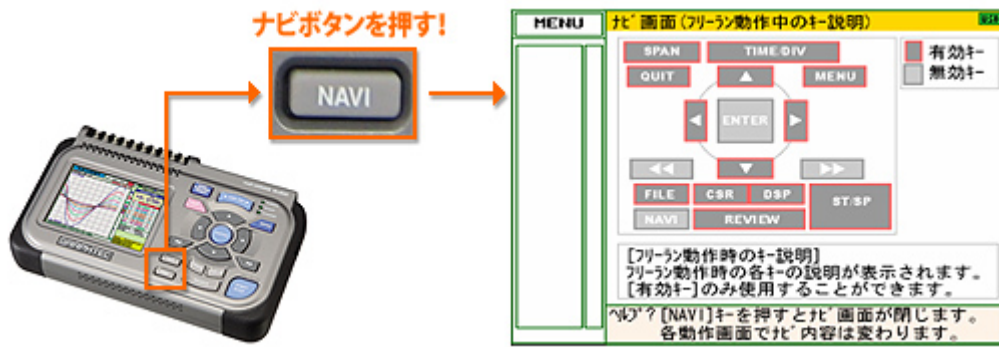 ナビボタンを押す!
NAVI
MENU
ナビ画面(フリーラン動作中のキー説明)
有効キー
無効キー
SPAN
TIME/DIV
QUIT
MENU
ENTER
FILE
CSR
DSP
ST/SP
NAVI
REVIEW
[フリーラン動作時のキー説明]
フリーラン動作時の各キーの説明が表示されます。
[有効キー]のみ使用することができます。
ヘルプ?[NAVI]キーを押すとナビ画面が閉じます。
各動作画面でナビ内容は変わります。